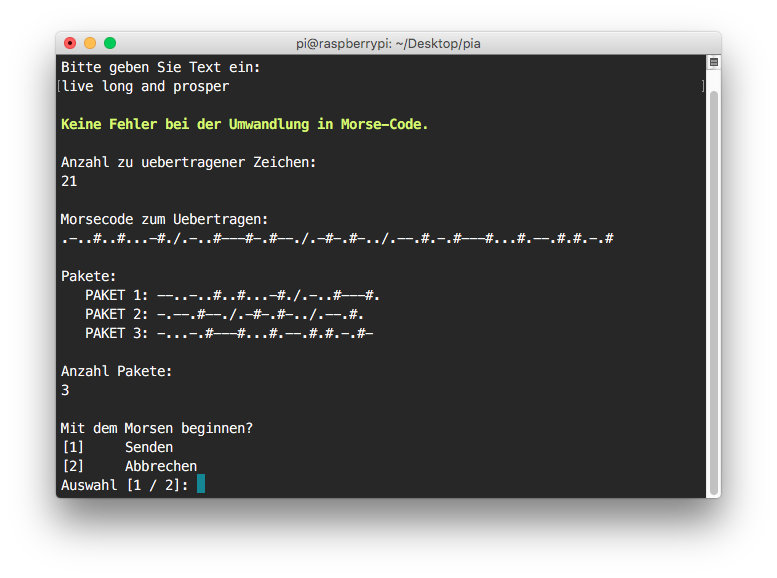 pi@raspberrypi: ~/Desktop/pia
Bitte geben Sie Text ein:
[live long and prosper ]
Keine Fehler bei der Umwandlung in Morse-Code.
Anzahl zu uebertragener Zeichen:
21
Morsecode zum Uebertragen:
.-..#..#...-#./.-..#---#-.#--./.-#-.#-../.--.#.-.#---#...#.--.#.#.-.#
Pakete:
PAKET 1: --..-..#..#...-#./.-..#---#.
PAKET 2: -.--.#--./.-#-.#-../.--.#.
PAKET 3: -...-.#---#...#.--.#.#.-.#-
Anzahl Pakete:
3
Mit dem Morsen beginnen?
[1] Senden
[2] Abbrechen
Auswahl [1 / 2]: